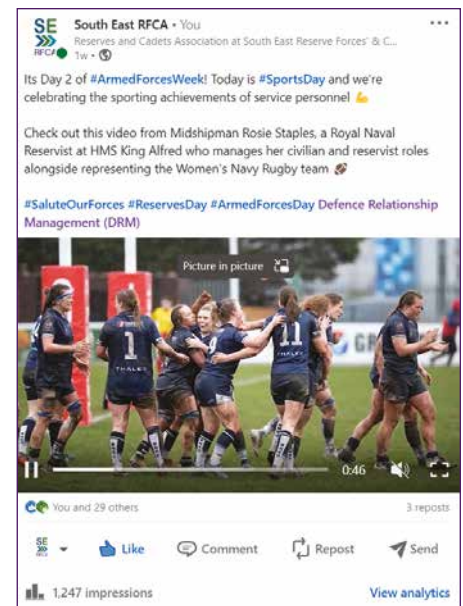 SE
RFCA
South East RFCA • You
Reserves and Cadets Association at South East Reserve Forces' & C...
1w •
Its Day 2 of #ArmedForcesWeek! Today is #SportsDay and we're
celebrating the sporting achievements of service personnel 💪
Check out this video from Midshipman Rosie Staples, a Royal Naval
Reservist at HMS King Alfred who manages her civilian and reservist roles
alongside representing the Women's Navy Rugby team 🏈
#SaluteOurForces #ReservesDay #ArmedForcesDay Defence Relationship
Management (DRM)
Picture in picture
1
THALES
11
THALES
0:46
You and 29 others
3 reposts
SE
RFCA
Like
Comment
Repost
Send
1,247 impressions
View analytics